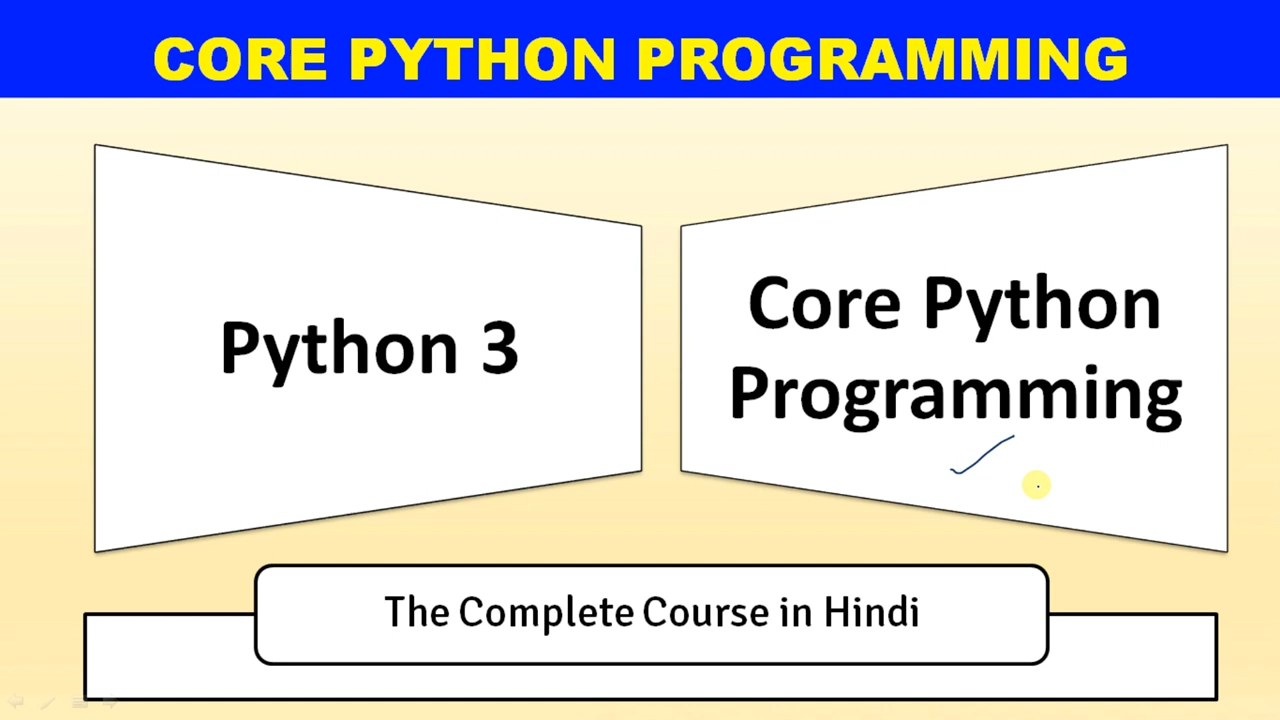 CORE PYTHON PROGRAMMING
Python 3
Core Python
Programming
The Complete Course in Hindi